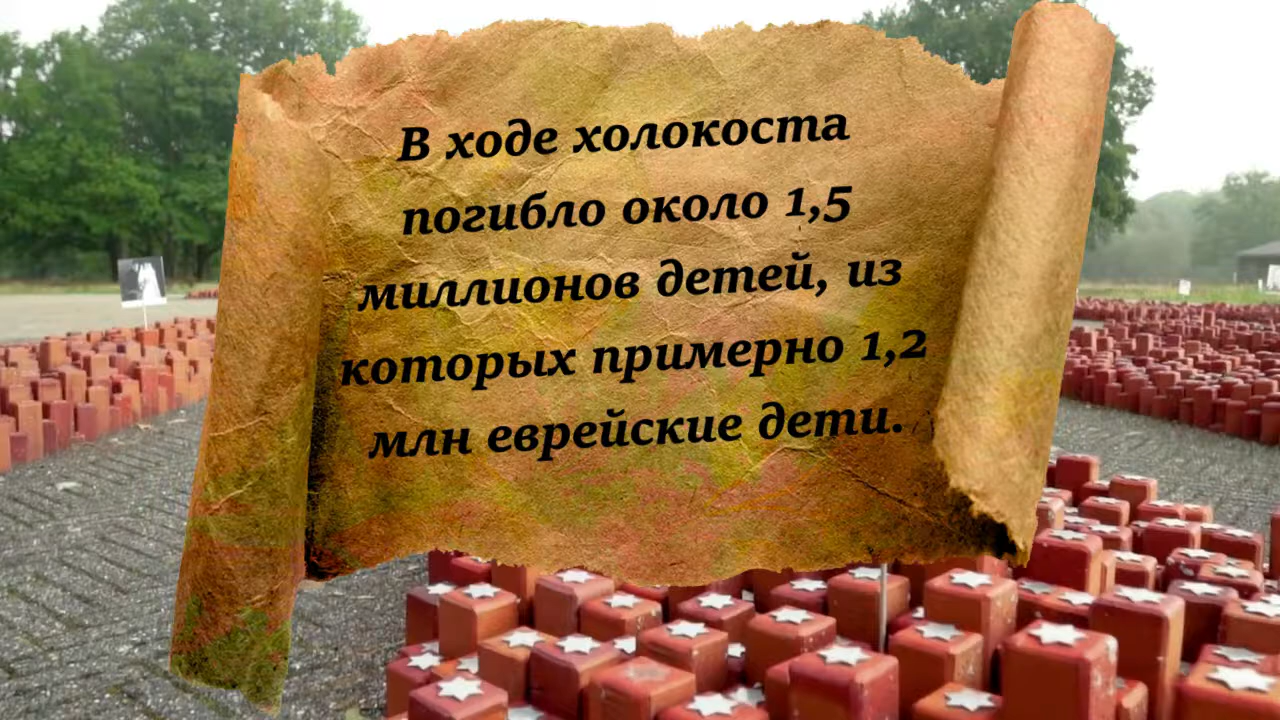 В ходе холокоста
погибло около 1,5
миллионов детей, из
которых примерно 1,2
млн еврейские дети.